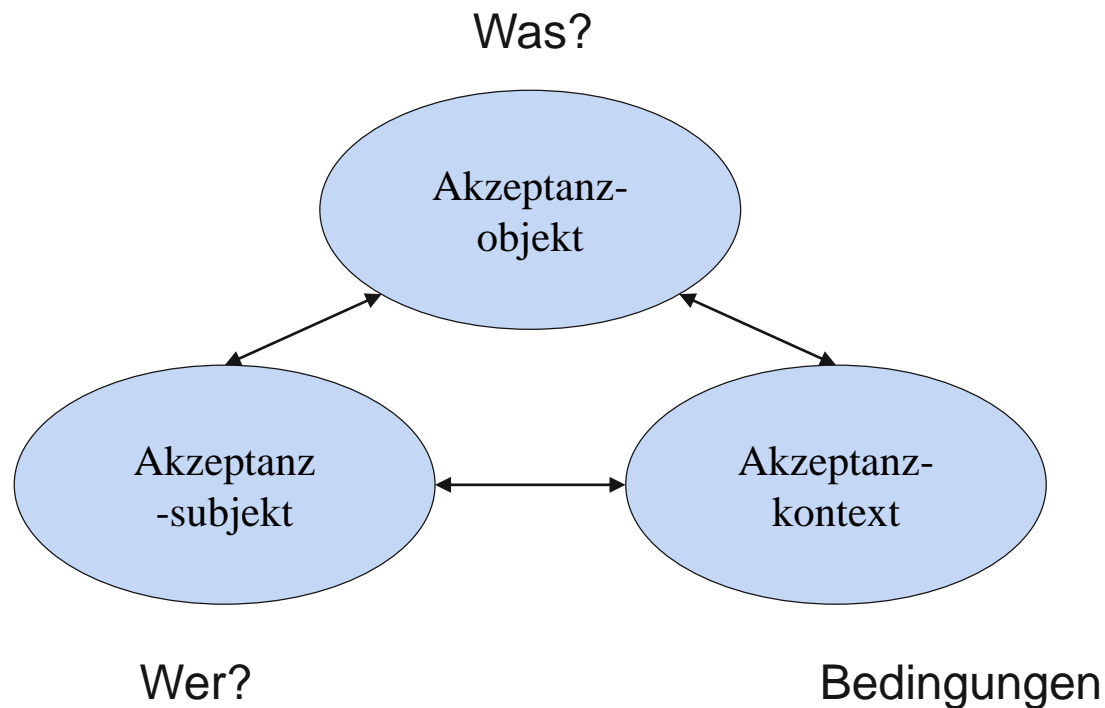 Was?
Akzeptanz-
objekt
Akzeptanz
-subjekt
Akzeptanz-
kontext
Wer?
Bedingungen